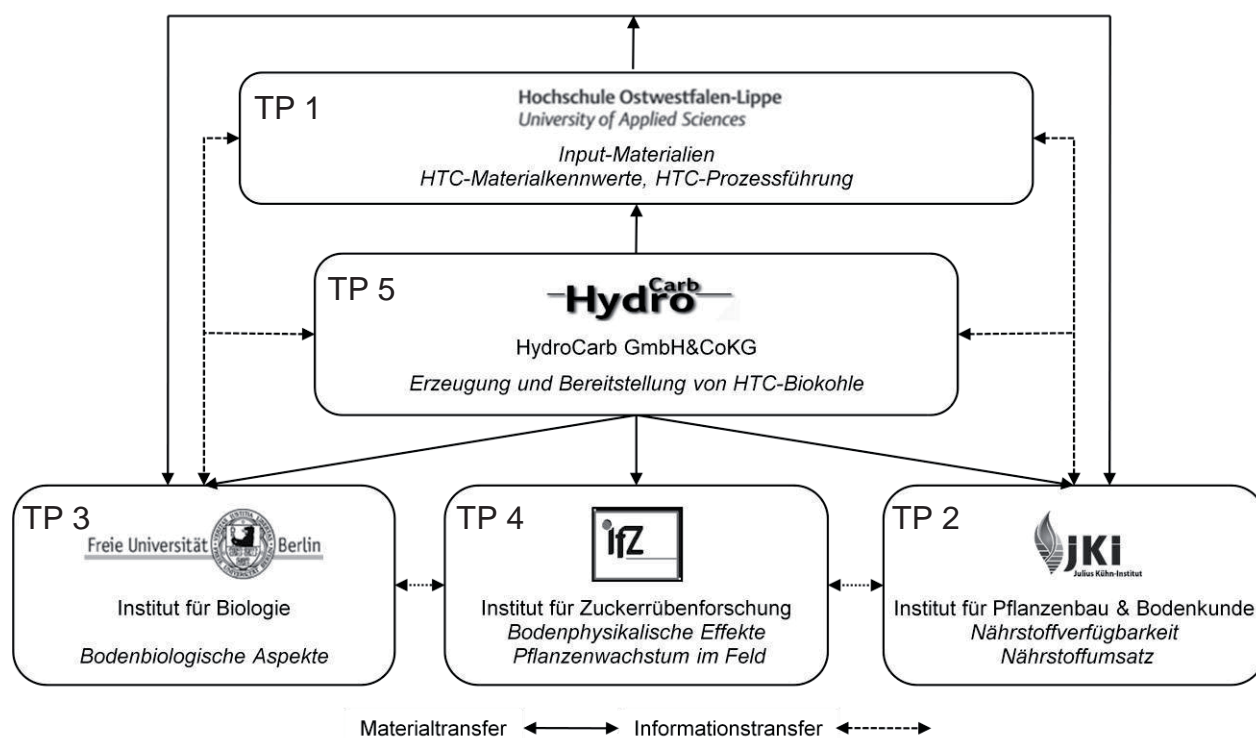 TP 1
Hochschule Ostwestfalen-Lippe
University of Applied Sciences
Input-Materialien
HTC-Materialkennwerte, HTC-Prozessführung
TP 5
HydroCarb
HydroCarb GmbH&CoKG
Erzeugung und Bereitstellung von HTC-Biokohle
TP 3
Freie Universität Berlin
Institut für Biologie
Bodenbiologische Aspekte
TP 4
ifZ
Institut für Zuckerrübenforschung
Bodenphysikalische Effekte
Pflanzenwachstum im Feld
TP 2
JKi
Julius Kühn-Institut
Institut für Pflanzenbau & Bodenkunde
Nährstoffverfügbarkeit
Nährstoffumsatz
Materialtransfer Informationstransfer